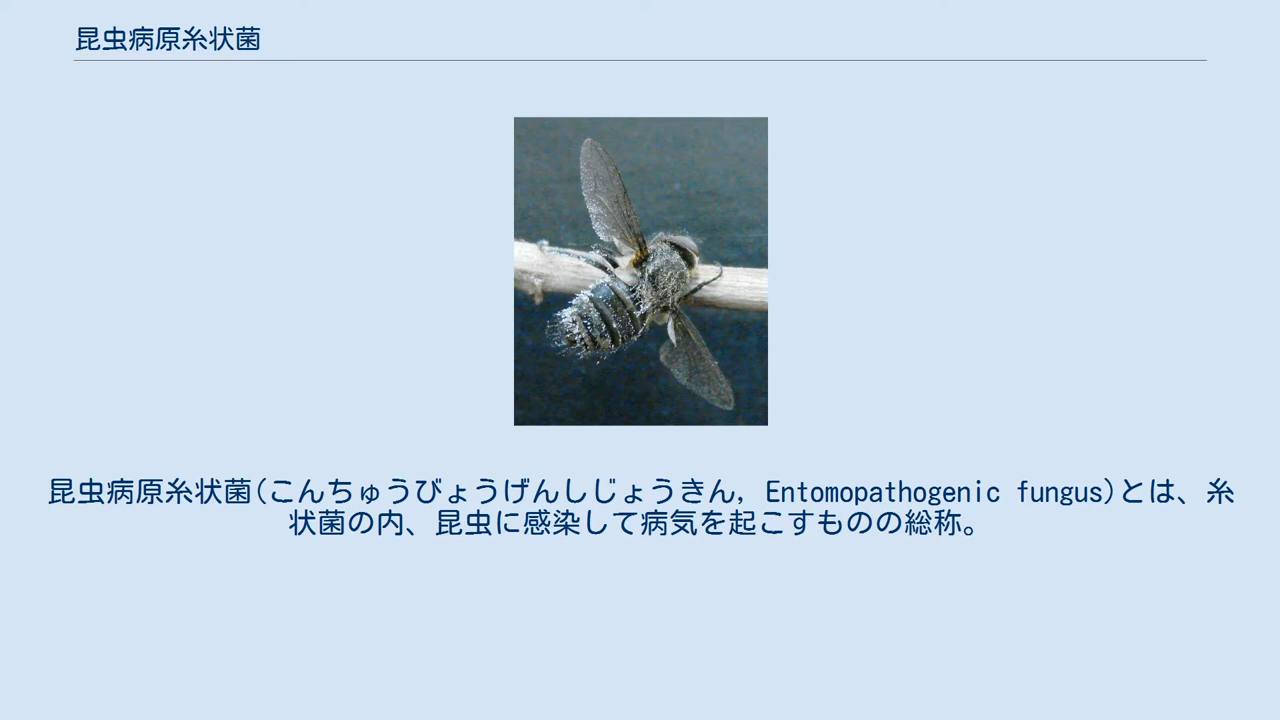 昆虫病原糸状菌
昆虫病原糸状菌(こんちゅうびょうげんしじょうきん, Entomopathogenic fungus)とは、糸
状菌の内、昆虫に感染して病気を起こすものの総称。